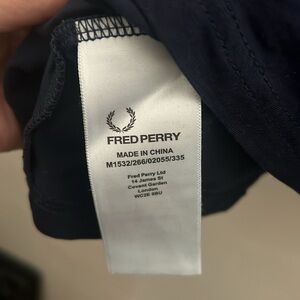 FRED PERRY
MADE IN CHINA
M1532/266/02055/335
Fred Perry Ltd
14 James St
Covent Garden
London
WC2E 8BU